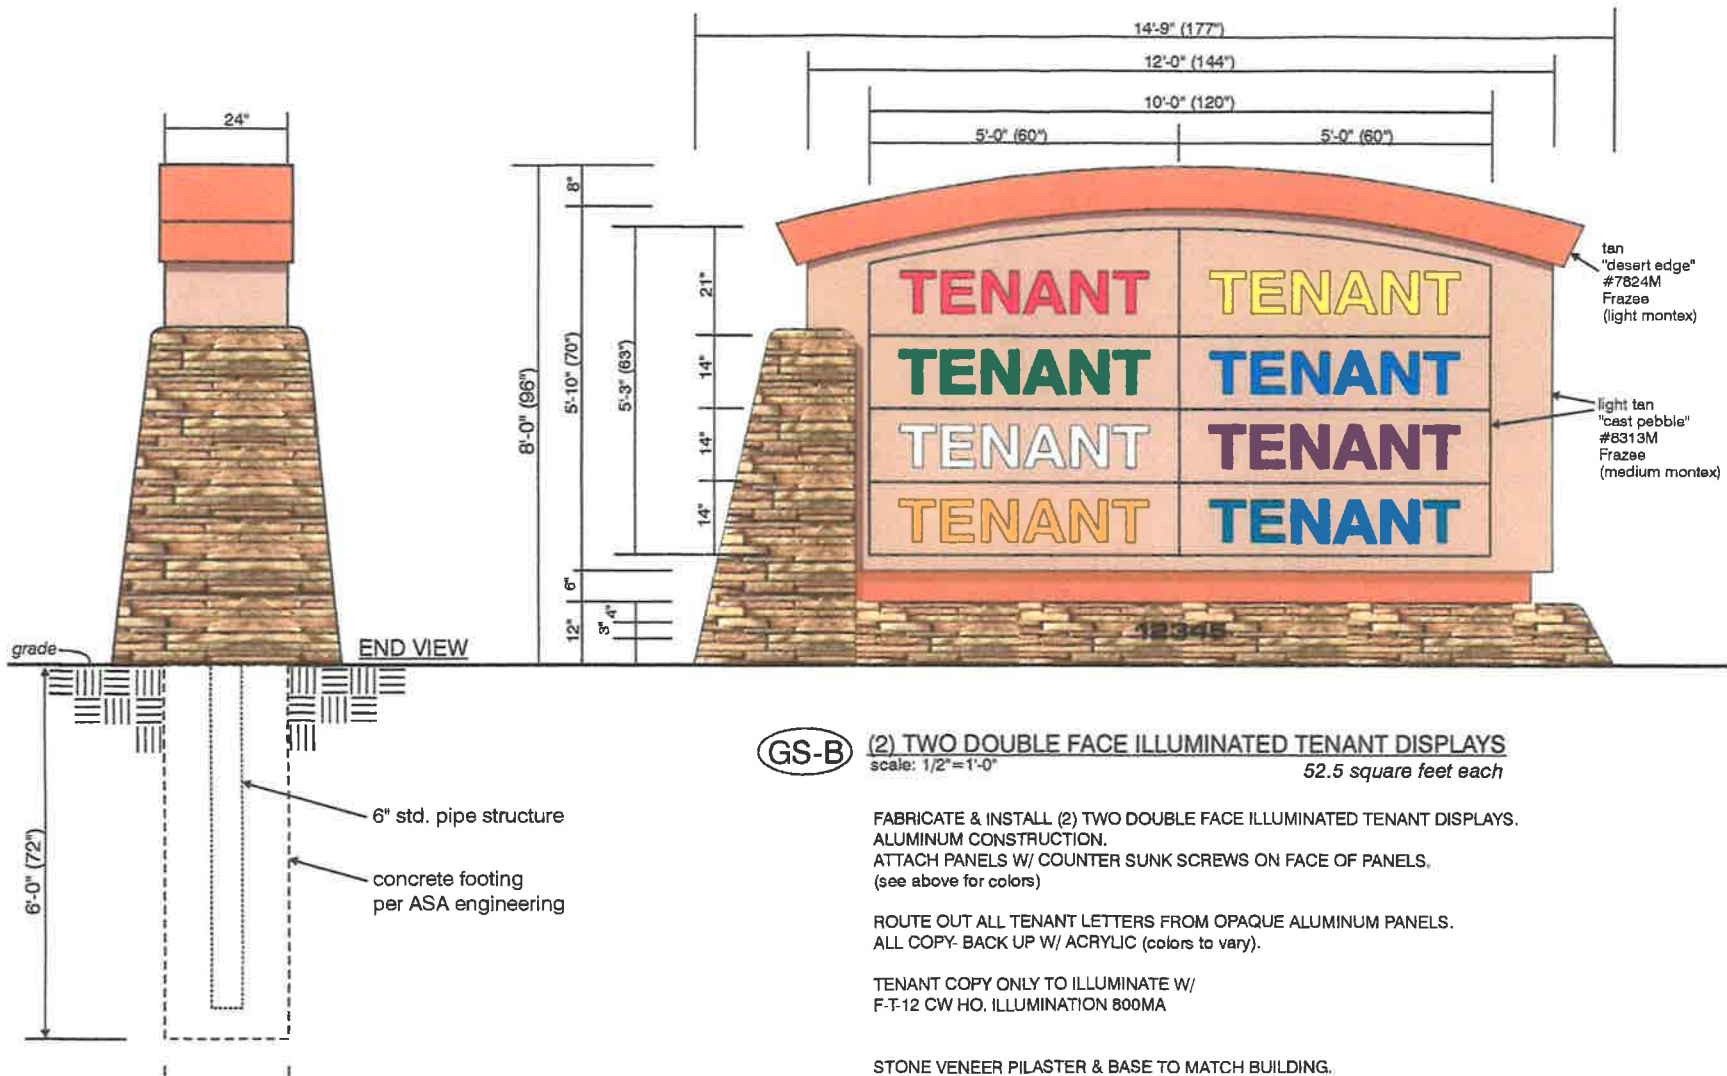 14'-9" (177")
12'-0" (144")
10'-0" (120")
5'-0" (60")
5'-0" (60")
24"
8"
21"
14"
14"
14"
8'-0" (96")
5'-10" (70")
5'-3" (63")
6"
12"
4"
3"
TENANT
TENANT
TENANT
TENANT
TENANT
TENANT
TENANT
TENANT
12345
tan
"desert edge"
#7824M
Frazee
(light montex)
light tan
"cast pebble"
#8313M
Frazee
(medium montex)
grade
END VIEW
6'-0" (72")
6" std. pipe structure
concrete footing
per ASA engineering
GS-B
(2) TWO DOUBLE FACE ILLUMINATED TENANT DISPLAYS
scale: 1/2"=1'-0"
52.5 square feet each
FABRICATE & INSTALL (2) TWO DOUBLE FACE ILLUMINATED TENANT DISPLAYS.
ALUMINUM CONSTRUCTION.
ATTACH PANELS W/ COUNTER SUNK SCREWS ON FACE OF PANELS.
(see above for colors)
ROUTE OUT ALL TENANT LETTERS FROM OPAQUE ALUMINUM PANELS.
ALL COPY- BACK UP W/ ACRYLIC (colors to vary).
TENANT COPY ONLY TO ILLUMINATE W/
F-T-12 CW HO. ILLUMINATION 800MA
STONE VENEER PILASTER & BASE TO MATCH BUILDING.